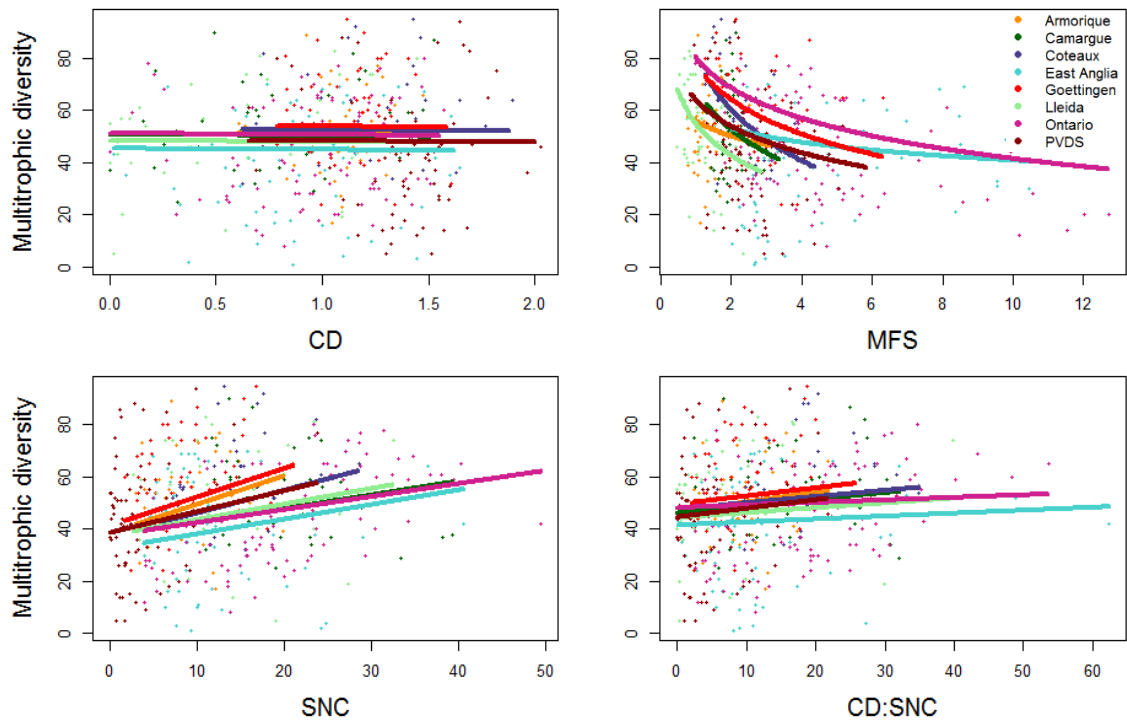 Multitrophic diversity
80
60
40
20
0
0.0 0.5 1.0 1.5 2.0
CD
Armorique
Camargue
Coteaux
East Anglia
Goettingen
Lleida
Ontario
PVDS
80
60
40
20
0
0 2 4 6 8 10 12
MFS
Multitrophic diversity
80
60
40
20
0
0 10 20 30 40 50
SNC
80
60
40
20
0
0 10 20 30 40 50 60
CD:SNC